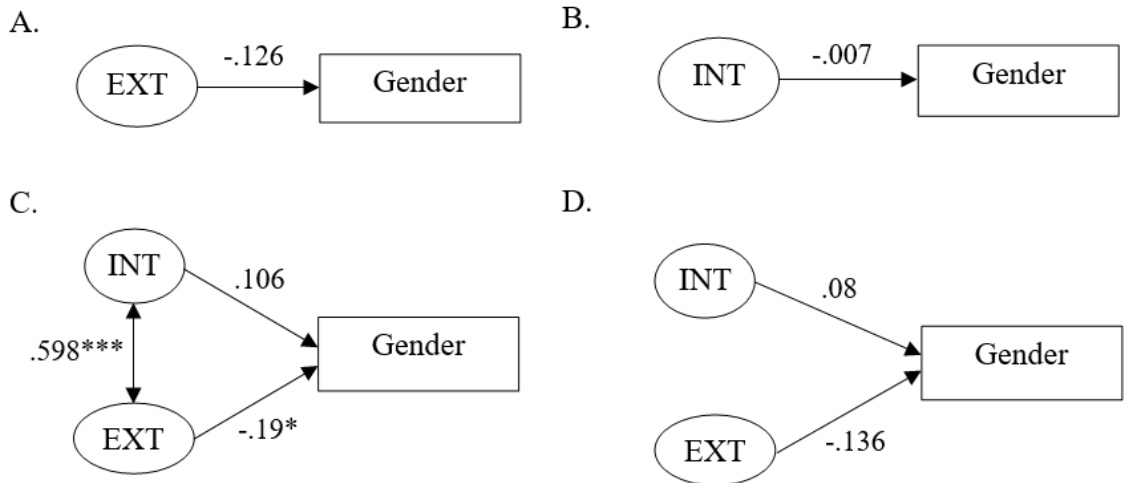 A.
EXT
-.126
Gender
B.
INT
-.007
Gender
C.
INT
.106
.598***
Gender
EXT
-.19*
D.
INT
.08
Gender
EXT
-.136